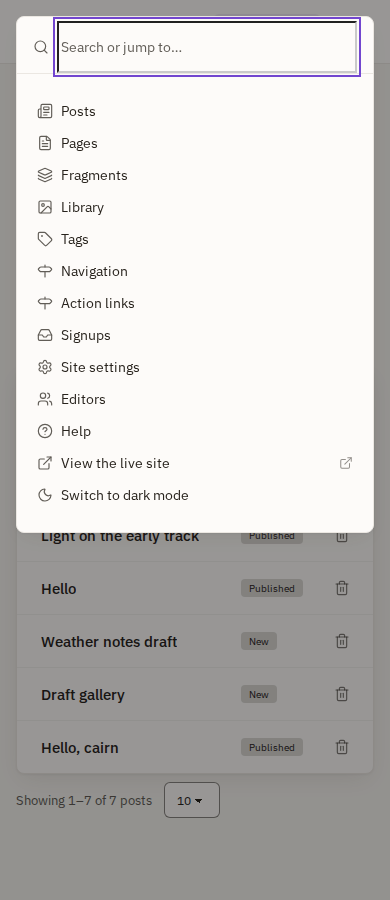 Search or jump to…
Posts
Pages
Fragments
Library
Tags
Navigation
Action links
Signups
Site settings
Editors
Help
View the live site
Switch to dark mode
Light on the early track Published
Hello Published
Weather notes draft New
Draft gallery New
Hello, cairn Published
Showing 1–7 of 7 posts 10